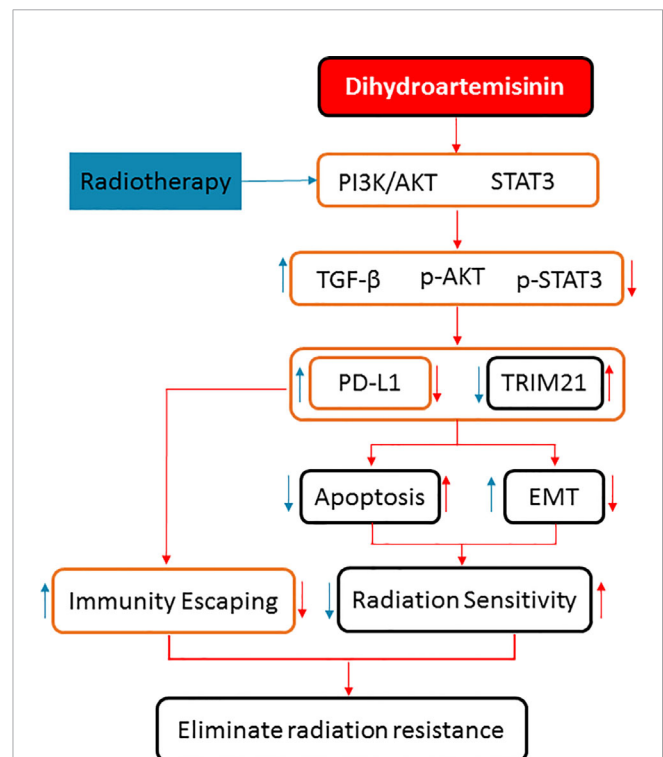 Dihydroartemisinin
Radiotherapy
PI3K/AKT STAT3
TGF-β p-AKT p-STAT3
PD-L1 TRIM21
Apoptosis EMT
Immunity Escaping Radiation Sensitivity
Eliminate radiation resistance